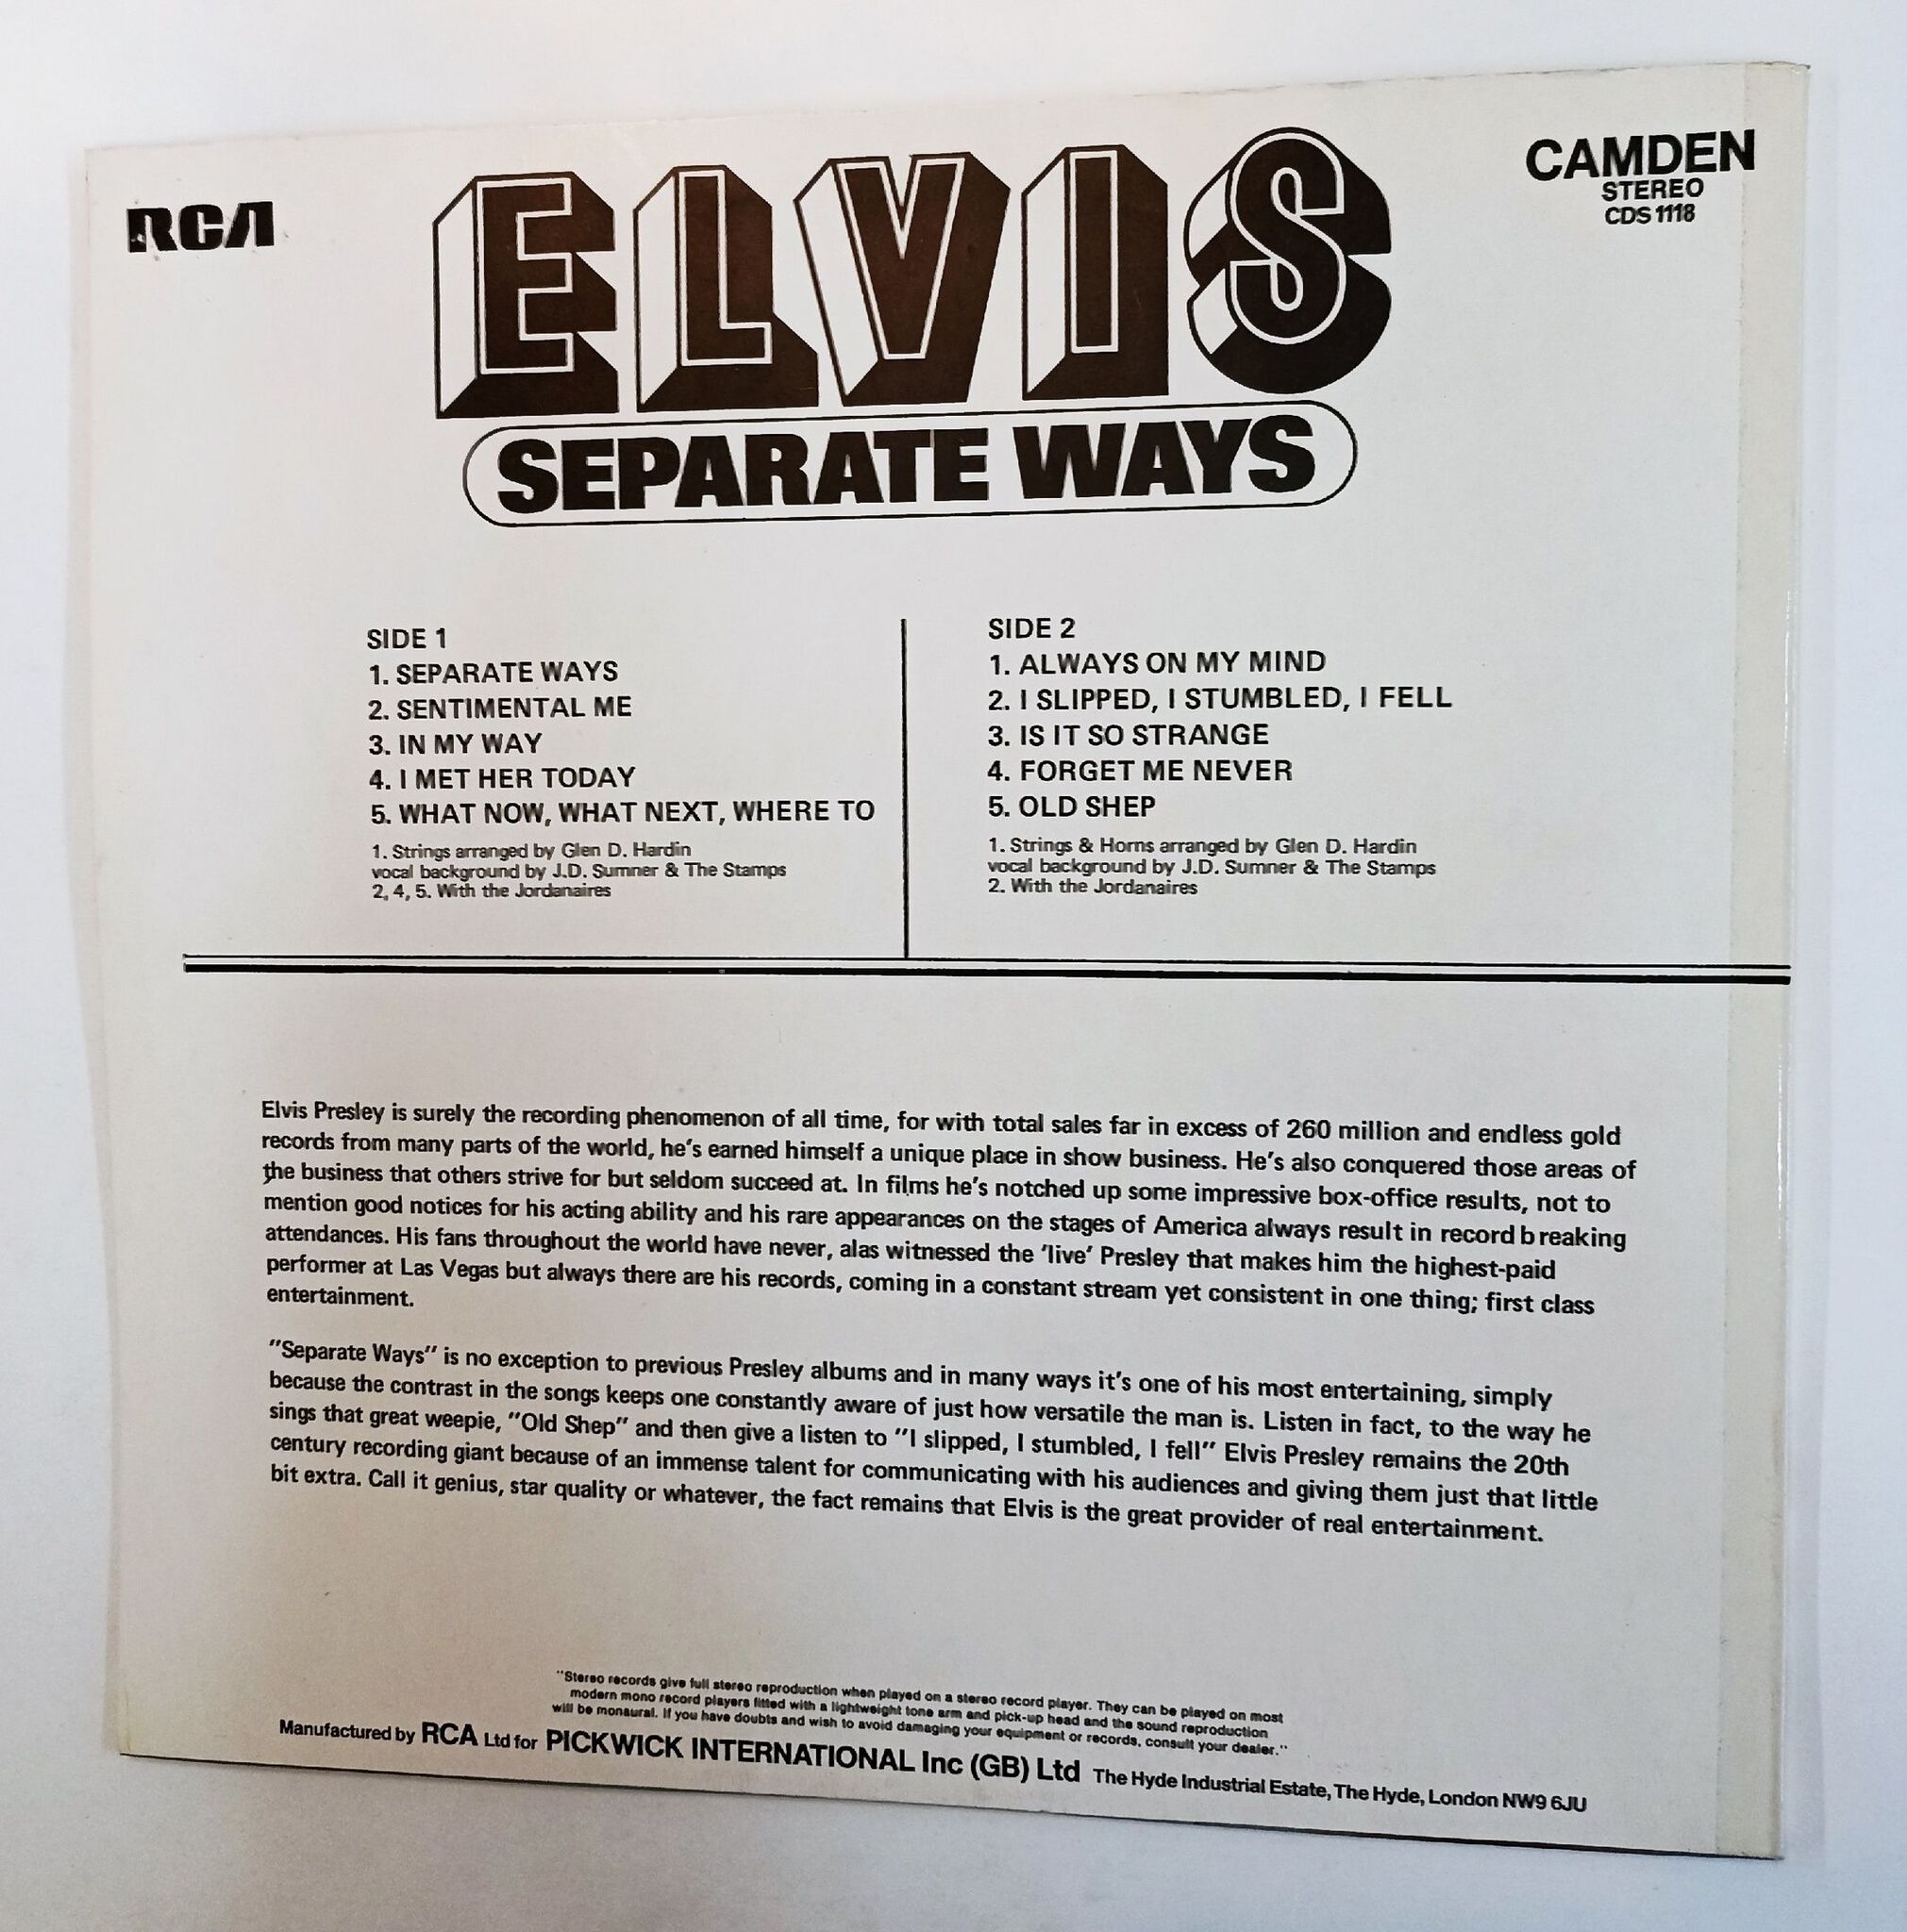 RCA
ELVIS
SEPARATE WAYS
CAMDEN
STEREO
CDS 1118
SIDE 1
1. SEPARATE WAYS
2. SENTIMENTAL ME
3. IN MY WAY
4. I MET HER TODAY
5. WHAT NOW, WHAT NEXT, WHERE TO
1. Strings arranged by Glen D. Hardin
vocal background by J.D. Sumner & The Stamps
2, 4, 5. With the Jordanaires
SIDE 2
1. ALWAYS ON MY MIND
2. I SLIPPED, I STUMBLED, I FELL
3. IS IT SO STRANGE
4. FORGET ME NEVER
5. OLD SHEP
1. Strings & Horns arranged by Glen D. Hardin
vocal background by J.D. Sumner & The Stamps
2. With the Jordanaires
Elvis Presley is surely the recording phenomenon of all time, for with total sales far in excess of 260 million and endless gold
records from many parts of the world, he's earned himself a unique place in show business. He's also conquered those areas of
the business that others strive for but seldom succeed at. In films he's notched up some impressive box-office results, not to
mention good notices for his acting ability and his rare appearances on the stages of America always result in record breaking
attendances. His fans throughout the world have never, alas witnessed the 'live' Presley that makes him the highest-paid
performer at Las Vegas but always there are his records, coming in a constant stream yet consistent in one thing; first class
entertainment.
"Separate Ways" is no exception to previous Presley albums and in many ways it's one of his most entertaining, simply
because the contrast in the songs keeps one constantly aware of just how versatile the man is. Listen in fact, to the way he
sings that great weepie, "Old Shep" and then give a listen to "I slipped, I stumbled, I fell" Elvis Presley remains the 20th
century recording giant because of an immense talent for communicating with his audiences and giving them just that little
bit extra. Call it genius, star quality or whatever, the fact remains that Elvis is the great provider of real entertainment.
"Stereo records give full stereo reproduction when played on a stereo record player. They can be played on most
modern mono record players fitted with a lightweight tone arm and pick-up head and the sound reproduction
will be monaural. If you have doubts and wish to avoid damaging your equipment or records, consult your dealer."
Manufactured by RCA Ltd for PICKWICK INTERNATIONAL Inc (GB) Ltd The Hyde Industrial Estate, The Hyde, London NW9 6JU